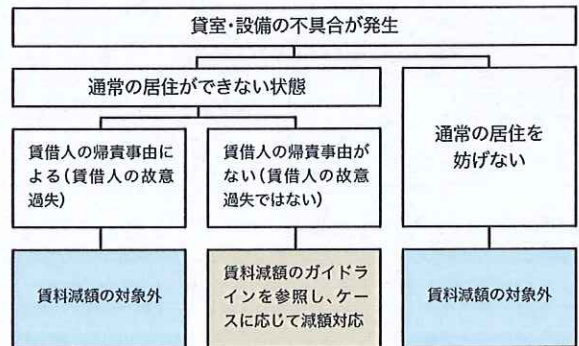 貸室・設備の不具合が発生
通常の居住ができない状態
通常の居住を
妨げない
賃借人の帰責事由に
よる(賃借人の故意
過失)
賃借人の帰責事由が
ない(賃借人の故意
過失ではない)
賃料減額の対象外
賃料減額のガイドラ
インを参照し、ケー
スに応じて減額対応
賃料減額の対象外